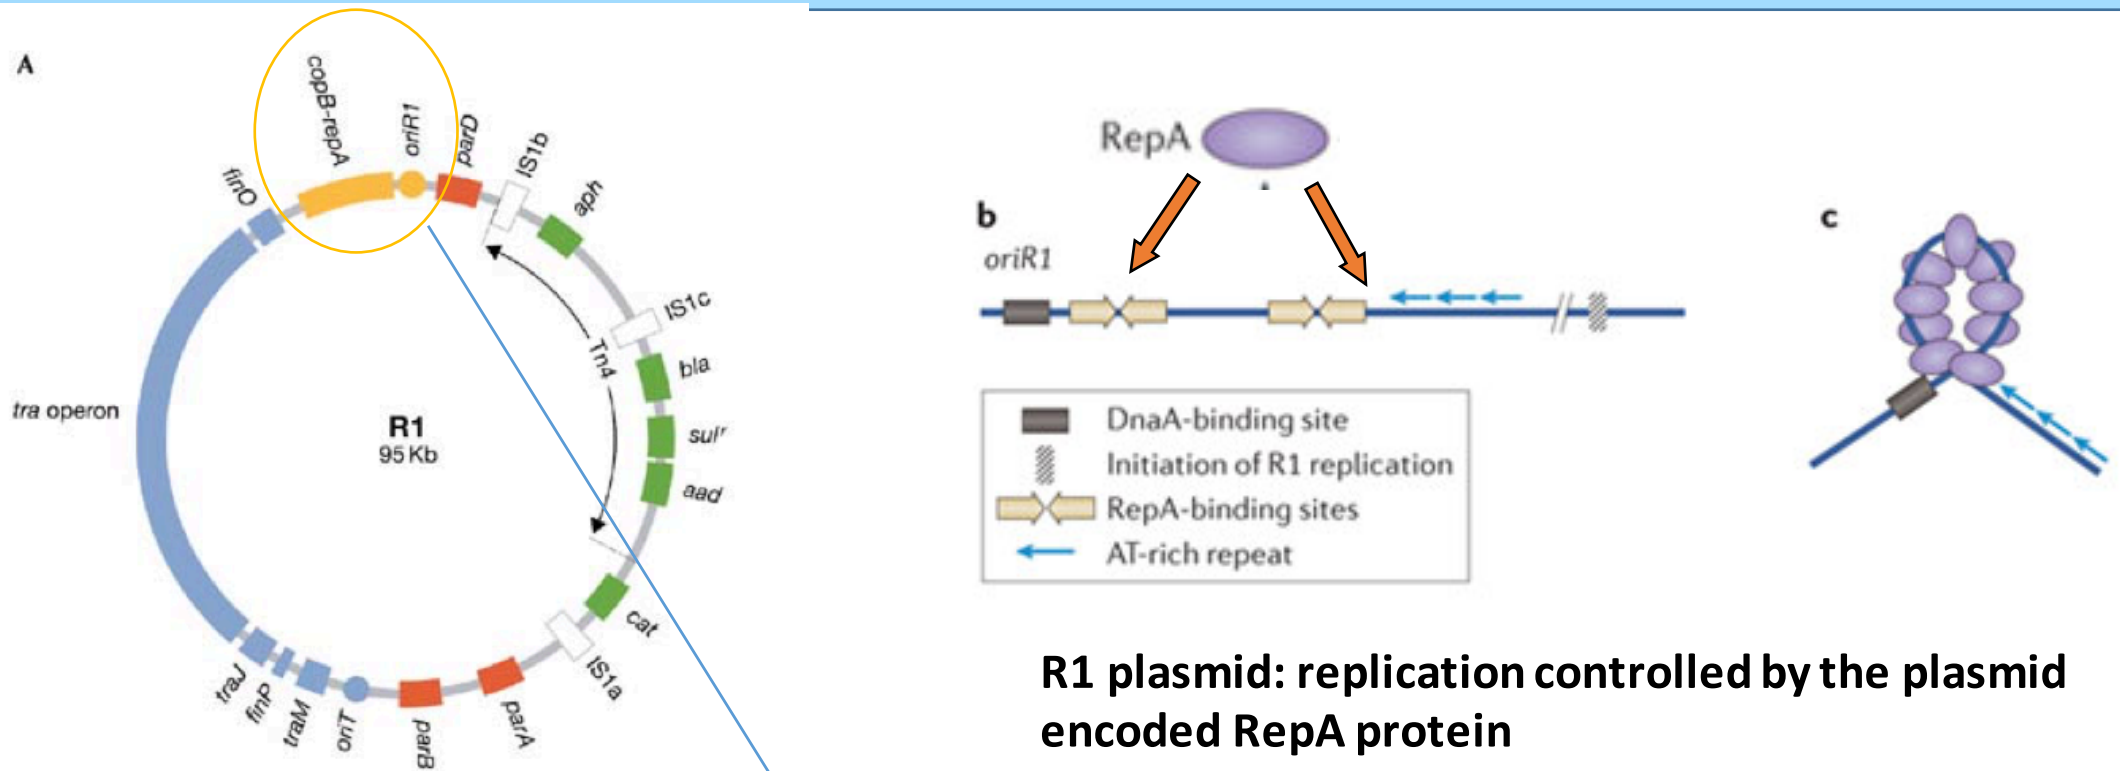 A
copB-repA
oriR1
parD
IS1b
aph
finO
IS1c
bla
Tn4
tra operon
R1
95 Kb
sulʳ
aad
cat
IS1a
traJ
finP
traM
oriT
parB
parA
RepA
b
oriR1
c
DnaA-binding site
Initiation of R1 replication
RepA-binding sites
AT-rich repeat
R1 plasmid: replication controlled by the plasmid
encoded RepA protein